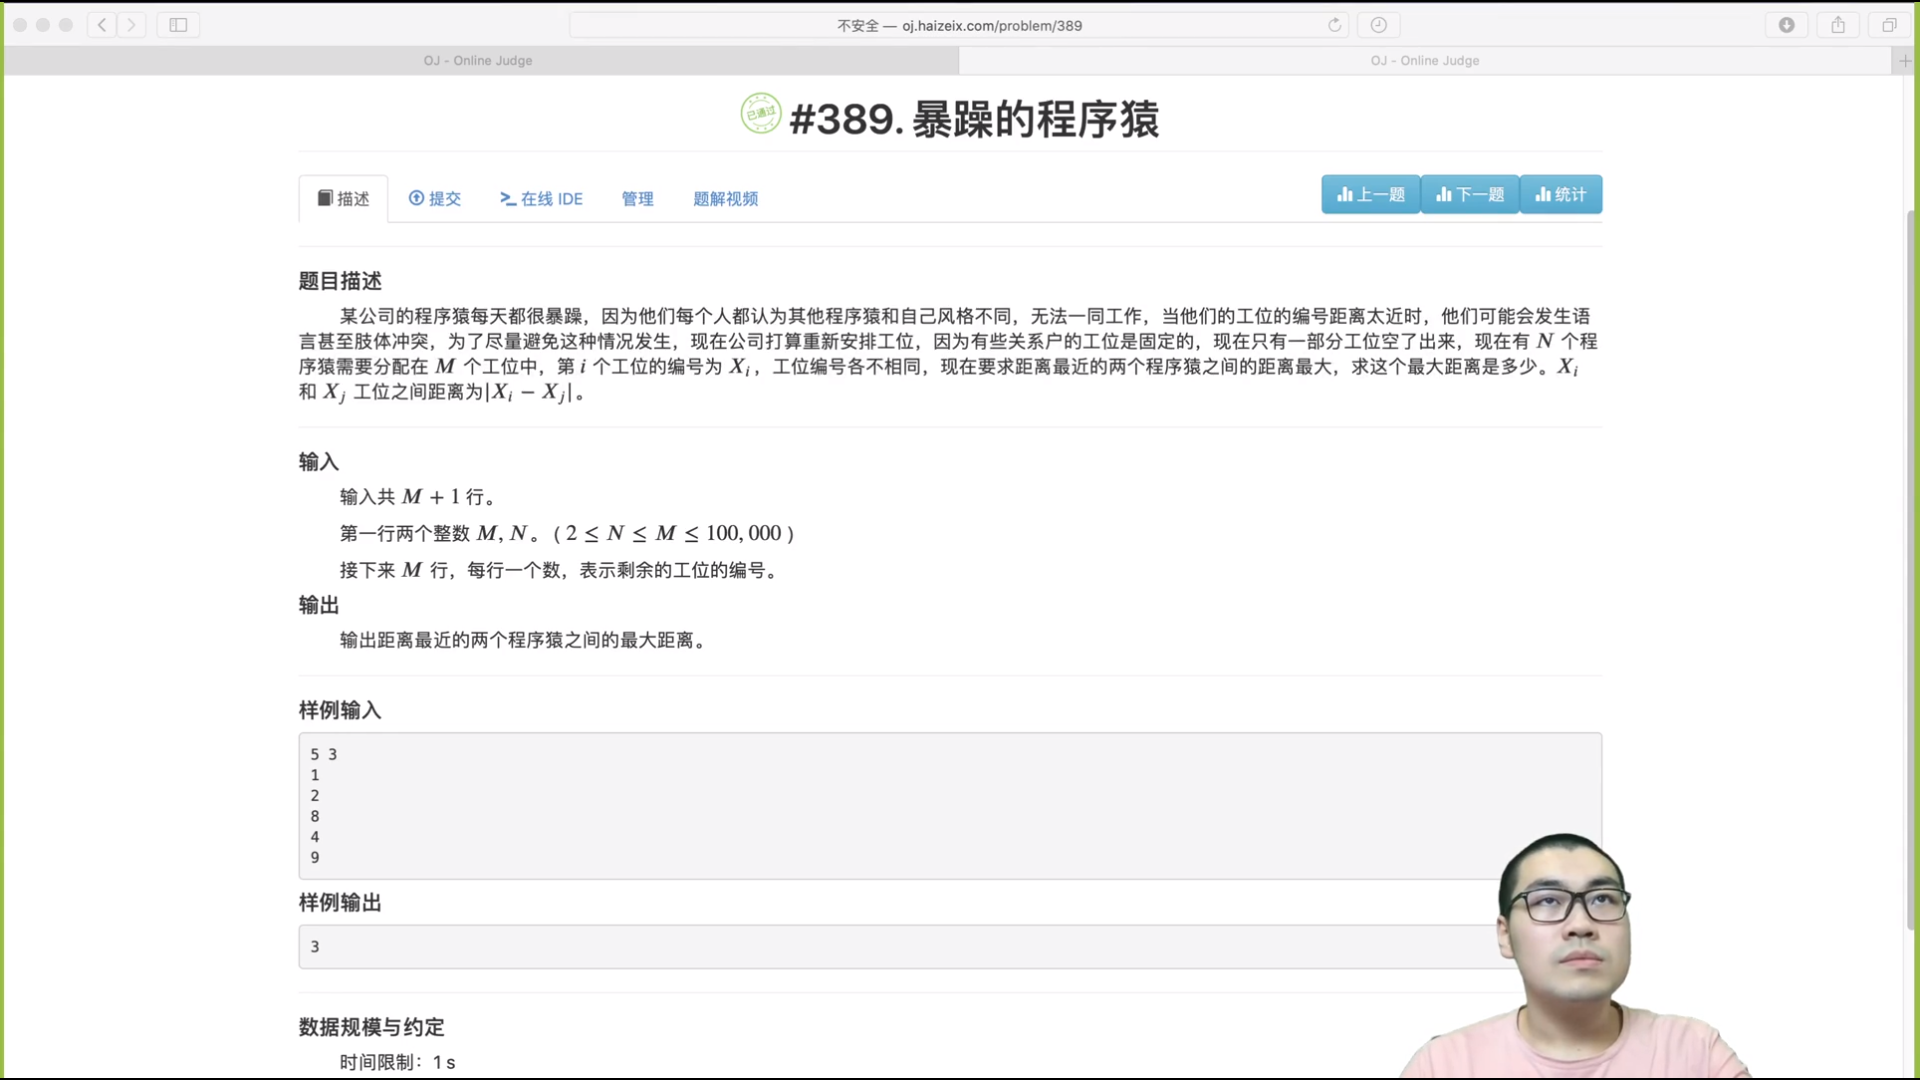 不安全 — oj.haizeix.com/problem/389
OJ - Online Judge
OJ - Online Judge
已通过
#389. 暴躁的程序猿
描述
提交
在线 IDE
管理
题解视频
上一题
下一题
统计
题目描述
某公司的程序猿每天都很暴躁，因为他们每个人都认为其他程序猿和自己风格不同，无法一同工作，当他们的工位的编号距离太近时，他们可能会发生语
言甚至肢体冲突，为了尽量避免这种情况发生，现在公司打算重新安排工位，因为有些关系户的工位是固定的，现在只有一部分工位空了出来，现在有 N 个程
序猿需要分配在 M 个工位中，第 i 个工位的编号为 Xi，工位编号各不相同，现在要求距离最近的两个程序猿之间的距离最大，求这个最大距离是多少。Xi
和 Xj 工位之间距离为|Xi − Xj|。
输入
输入共 M + 1 行。
第一行两个整数 M, N。( 2 ≤ N ≤ M ≤ 100,000 )
接下来 M 行，每行一个数，表示剩余的工位的编号。
输出
输出距离最近的两个程序猿之间的最大距离。
样例输入
5 3
1
2
8
4
9
样例输出
3
数据规模与约定
时间限制：1 s